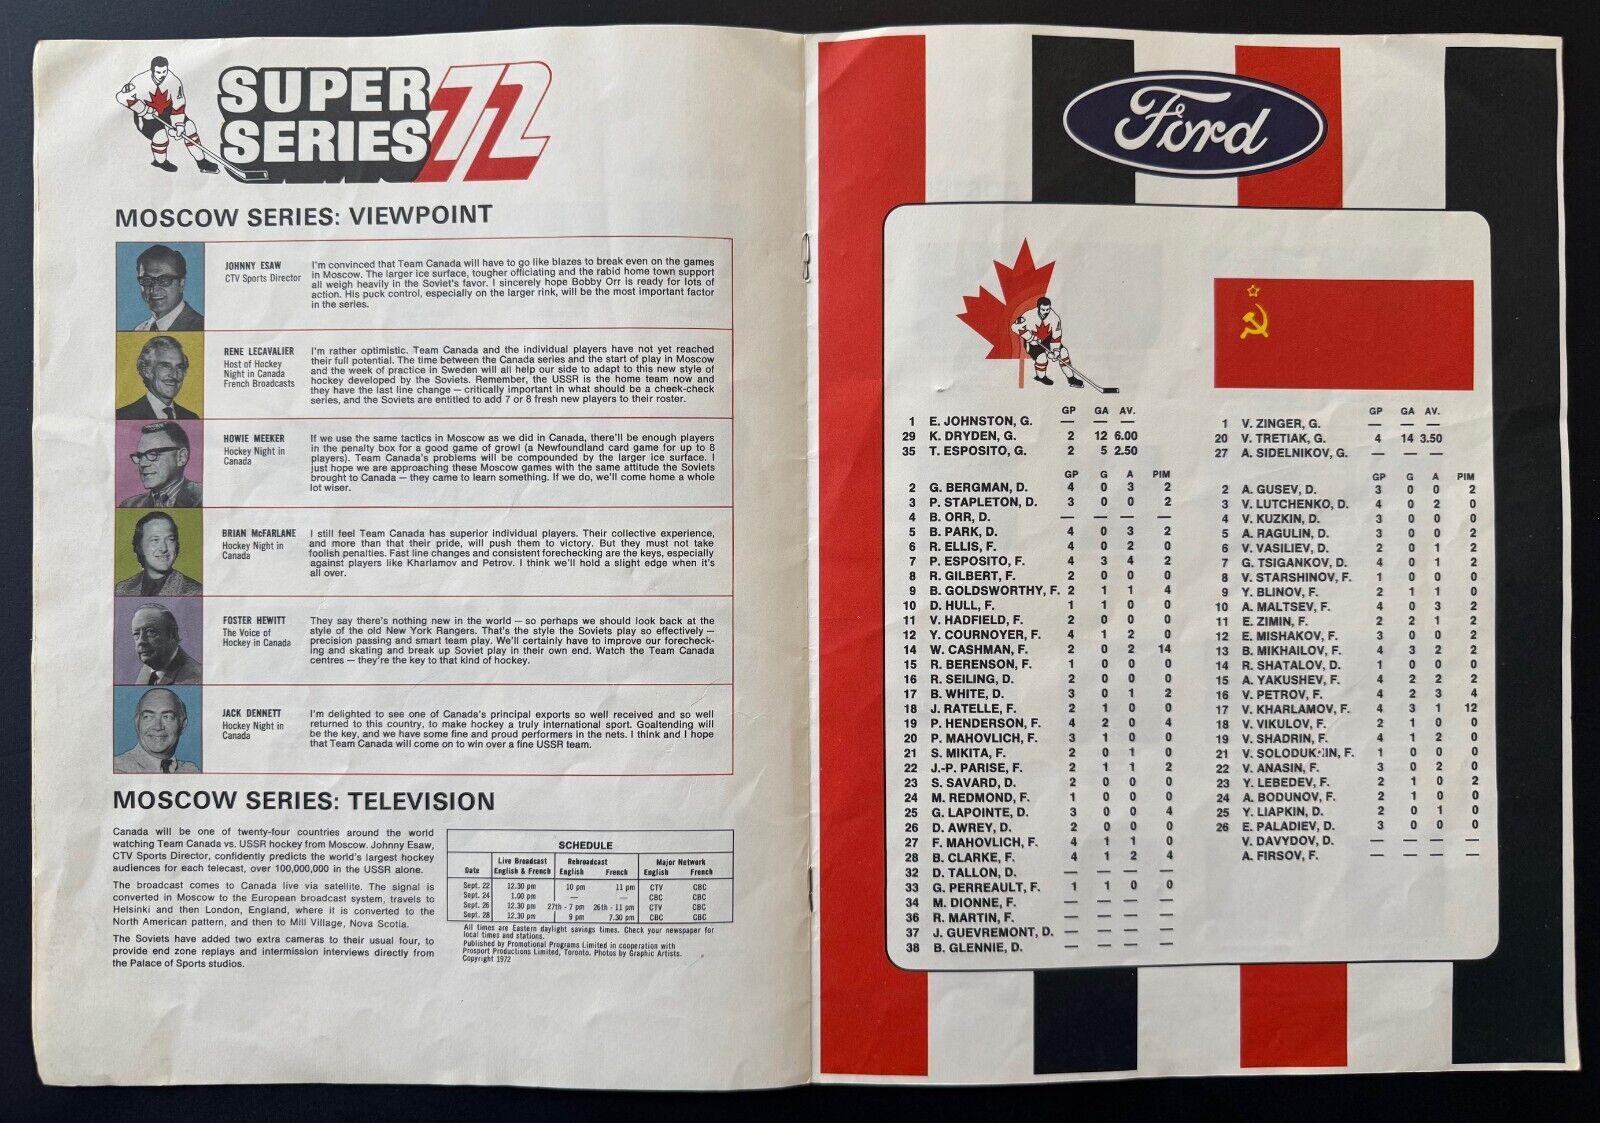 SUPER
SERIES 72
MOSCOW SERIES: VIEWPOINT
JOHNNY ESAW
CTV Sports Director
I'm convinced that Team Canada will have to go like blazes to break even on the games
in Moscow. The larger ice surface, tougher officiating and the rabid home town support
all weigh heavily in the Soviet's favor. I sincerely hope Bobby Orr is ready for lots of
action. His puck control, especially on the larger rink, will be the most important factor
in the series.
RENE LECAVALIER
Host of Hockey
Night in Canada
French Broadcasts
I'm rather optimistic. Team Canada and the individual players have not yet reached
their full potential. The time between the Canada series and the start of play in Moscow
and the week of practice in Sweden will all help our side to adapt to this new style of
hockey developed by the Soviets. Remember, the USSR is the home team now and
they have the last line change — critically important in what should be a check-check
series, and the Soviets are entitled to add 7 or 8 fresh new players to their roster.
HOWIE MEEKER
Hockey Night in
Canada
If we use the same tactics in Moscow as we did in Canada, there'll be enough players
in the penalty box for a good game of growl (a Newfoundland card game for up to 8
players). Team Canada's problems will be compounded by the larger ice surface. I
just hope we are approaching these Moscow games with the same attitude the Soviets
brought to Canada — they came to learn something. If we do, we'll come home a whole
lot wiser.
BRIAN McFARLANE
Hockey Night in
Canada
I still feel Team Canada has superior individual players. Their collective experience,
and more than that their pride, will push them to victory. But they must not take
foolish penalties. Fast line changes and consistent forechecking are the keys, especially
against players like Kharlamov and Petrov. I think we'll hold a slight edge when it's
all over.
FOSTER HEWITT
The Voice of
Hockey in Canada
They say there's nothing new in the world — so perhaps we should look back at the
style of the old New York Rangers. That's the style the Soviets play so effectively —
precision passing and smart team play. We'll certainly have to improve our forecheck-
ing and skating and break up Soviet play in their own end. Watch the Team Canada
centres — they're the key to that kind of hockey.
JACK DENNETT
Hockey Night in
Canada
I'm delighted to see one of Canada's principal exports so well received and so well
returned to this country, to make hockey a truly international sport. Goaltending will
be the key, and we have some fine and proud performers in the nets. I think and I hope
that Team Canada will come on to win over a fine USSR team.
MOSCOW SERIES: TELEVISION
Canada will be one of twenty-four countries around the world
watching Team Canada vs. USSR hockey from Moscow. Johnny Esaw,
CTV Sports Director, confidently predicts the world's largest hockey
audiences for each telecast, over 100,000,000 in the USSR alone.
The broadcast comes to Canada live via satellite. The signal is
converted in Moscow to the European broadcast system, travels to
Helsinki and then London, England, where it is converted to the
North American pattern, and then to Mill Village, Nova Scotia.
The Soviets have added two extra cameras to their usual four, to
provide end zone replays and intermission interviews directly from
the Palace of Sports studios.
SCHEDULE
Live Broadcast Rebroadcast Major Network
Date English & French English French English French
Sept. 22 12.30 pm 10 pm 11 pm CTV CBC
Sept. 24 1.00 pm — — CBC CBC
Sept. 26 12.30 pm 27th - 7 pm 26th - 11 pm CTV CBC
Sept. 28 12.30 pm 9 pm 7.30 pm CBC CBC
All times are Eastern daylight savings times. Check your newspaper for
local times and stations.
Published by Promotional Programs Limited in cooperation with
Prosport Productions Limited, Toronto. Photos by Graphic Artists.
Copyright 1972
Ford
GP GA AV.
1 E. JOHNSTON, G. — — —
29 K. DRYDEN, G. 2 12 6.00
35 T. ESPOSITO, G. 2 5 2.50
GP G A PIM
2 G. BERGMAN, D. 4 0 3 2
3 P. STAPLETON, D. 3 0 0 2
4 B. ORR, D. — — — —
5 B. PARK, D. 4 0 3 2
6 R. ELLIS, F. 4 0 2 0
7 P. ESPOSITO, F. 4 3 4 2
8 R. GILBERT, F. 2 0 0 0
9 B. GOLDSWORTHY, F. 2 1 1 4
10 D. HULL, F. 1 1 0 0
11 V. HADFIELD, F. 2 0 0 0
12 Y. COURNOYER, F. 4 1 2 0
14 W. CASHMAN, F. 2 0 2 14
15 R. BERENSON, F. 1 0 0 0
16 R. SEILING, D. 2 0 0 0
17 B. WHITE, D. 3 0 1 2
18 J. RATELLE, F. 2 1 0 0
19 P. HENDERSON, F. 4 2 0 4
20 P. MAHOVLICH, F. 3 1 0 0
21 S. MIKITA, F. 2 0 1 0
22 J.-P. PARISE, F. 2 1 1 2
23 S. SAVARD, D. 2 0 0 0
24 M. REDMOND, F. 1 0 0 0
25 G. LAPOINTE, D. 3 0 0 4
26 D. AWREY, D. 2 0 0 0
27 F. MAHOVLICH, F. 4 1 1 0
28 B. CLARKE, F. 4 1 2 4
32 D. TALLON, D. — — — —
33 G. PERREAULT, F. 1 1 0 0
34 M. DIONNE, F. — — — —
36 R. MARTIN, F. — — — —
37 J. GUEVREMONT, D. — — — —
38 B. GLENNIE, D. — — — —
GP GA AV.
1 V. ZINGER, G. — — —
20 V. TRETIAK, G. 4 14 3.50
27 A. SIDELNIKOV, G. — — —
GP G A PIM
2 A. GUSEV, D. 3 0 0 2
3 V. LUTCHENKO, D. 4 0 2 0
4 V. KUZKIN, D. 3 0 0 0
5 A. RAGULIN, D. 3 0 0 2
6 V. VASILIEV, D. 2 0 1 2
7 G. TSIGANKOV, D. 4 0 1 2
8 V. STARSHINOV, F. 1 0 0 0
9 Y. BLINOV, F. 2 1 1 0
10 A. MALTSEV, F. 4 0 3 2
11 E. ZIMIN, F. 2 2 1 2
12 E. MISHAKOV, F. 3 0 0 2
13 B. MIKHAILOV, F. 4 3 2 2
14 R. SHATALOV, D. 1 0 0 0
15 A. YAKUSHEV, F. 4 2 2 2
16 V. PETROV, F. 4 2 3 4
17 V. KHARLAMOV, F. 4 3 1 12
18 V. VIKULOV, F. 2 1 0 0
19 V. SHADRIN, F. 4 1 2 0
21 V. SOLODUKHIN, F. 1 0 0 0
22 V. ANASIN, F. 3 0 2 0
23 Y. LEBEDEV, F. 2 1 0 2
24 A. BODUNOV, F. 2 1 0 0
25 Y. LIAPKIN, D. 2 0 1 0
26 E. PALADIEV, D. 3 0 0 0
V. DAVYDOV, D. — — — —
A. FIRSOV, F. — — — —